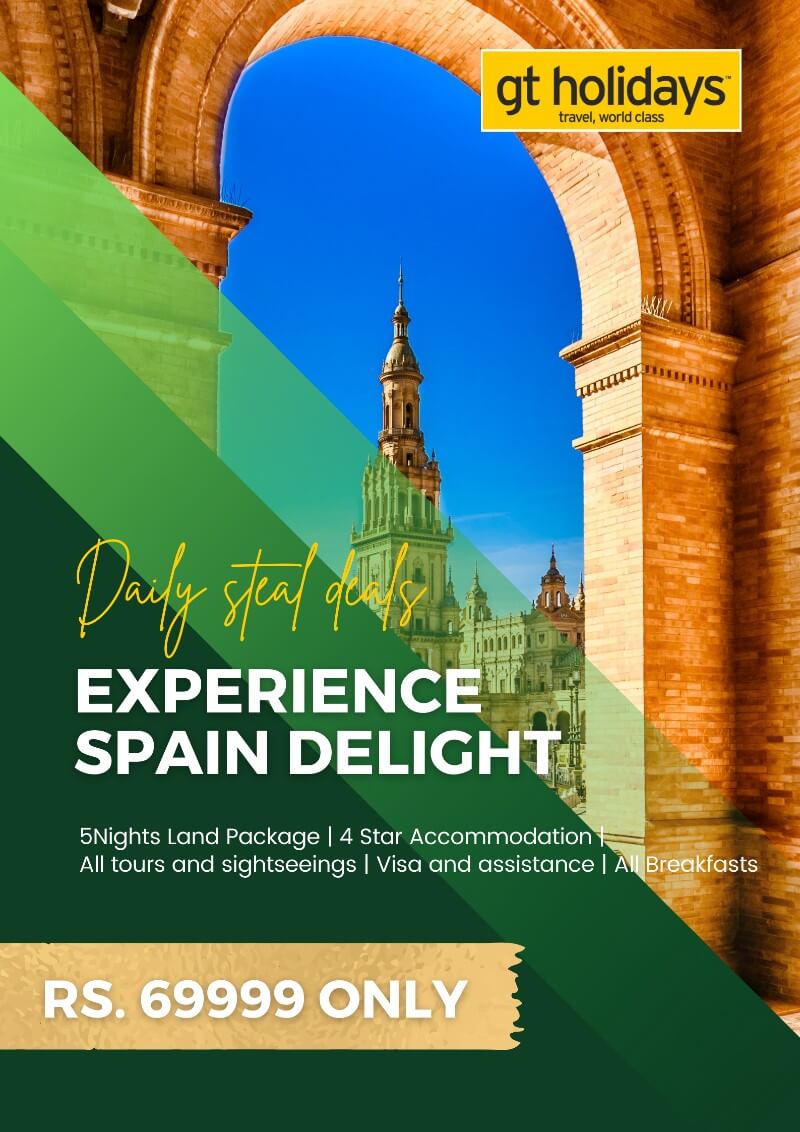 gt holidays™
travel, world class
Daily steal deals
EXPERIENCE
SPAIN DELIGHT
5Nights Land Package | 4 Star Accommodation |
All tours and sightseeings | Visa and assistance | All Breakfasts
RS. 69999 ONLY